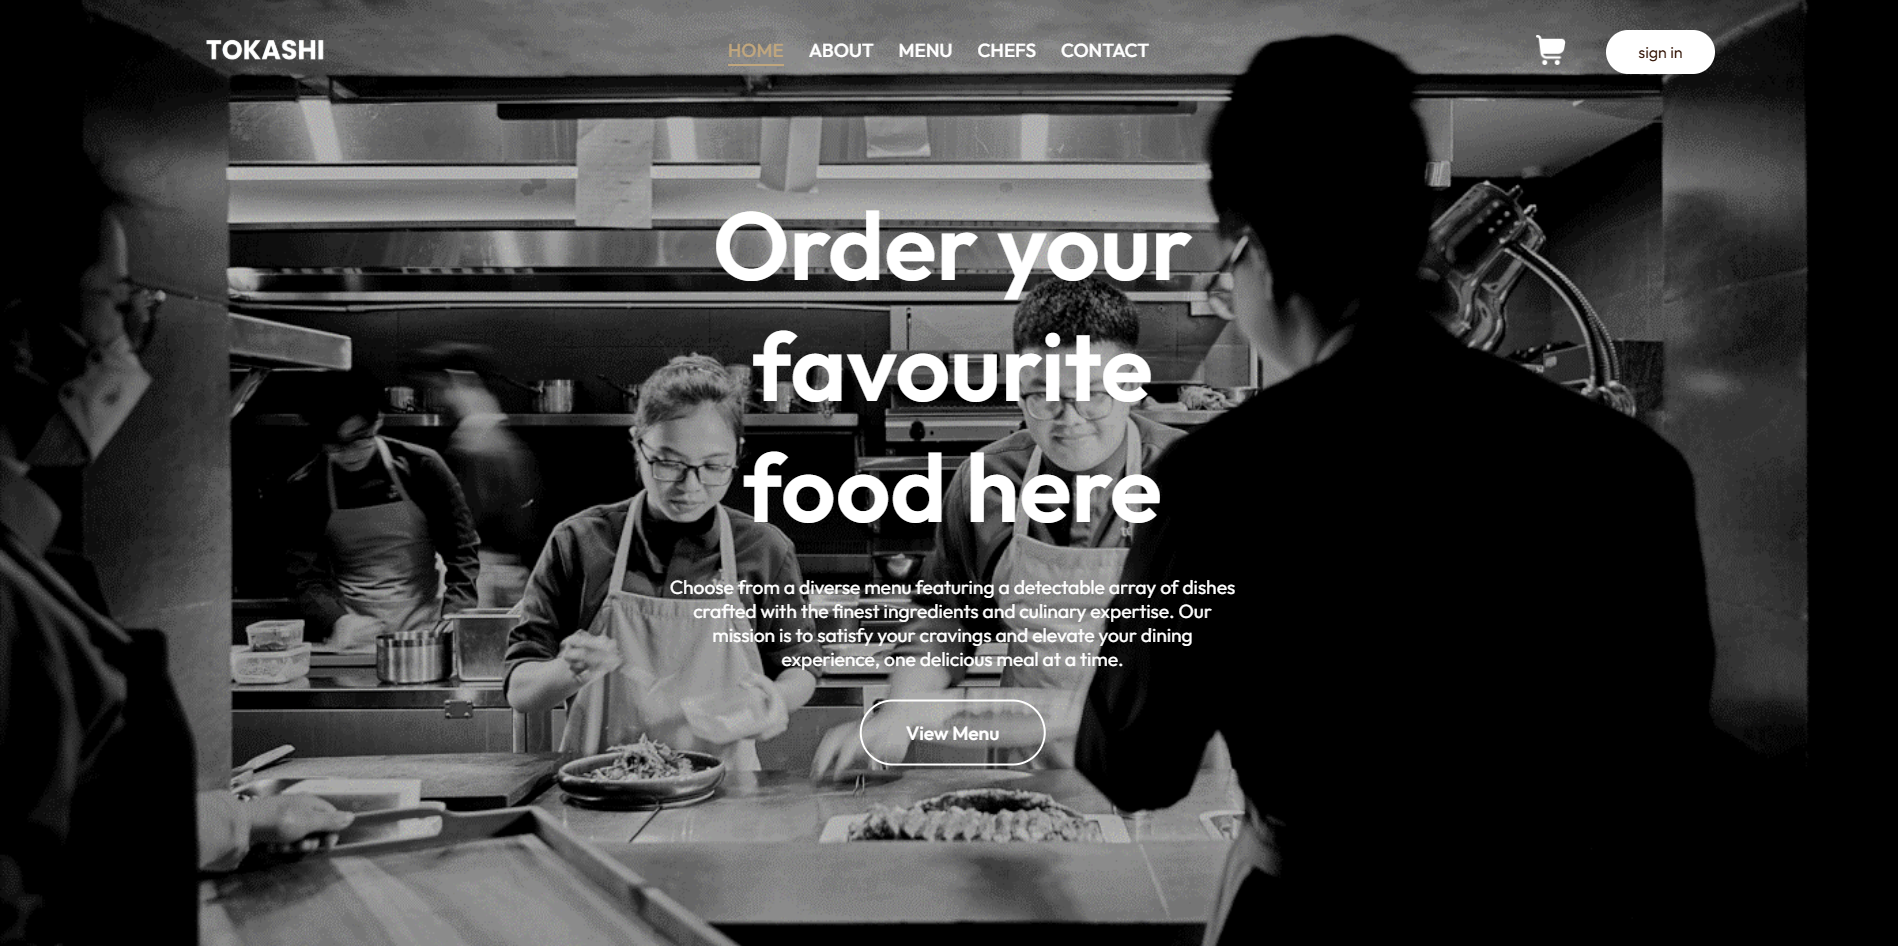 TOKASHI
HOME ABOUT MENU CHEFS CONTACT
sign in
Order your
favourite
food here
Choose from a diverse menu featuring a detectable array of dishes
crafted with the finest ingredients and culinary expertise. Our
mission is to satisfy your cravings and elevate your dining
experience, one delicious meal at a time.
View Menu